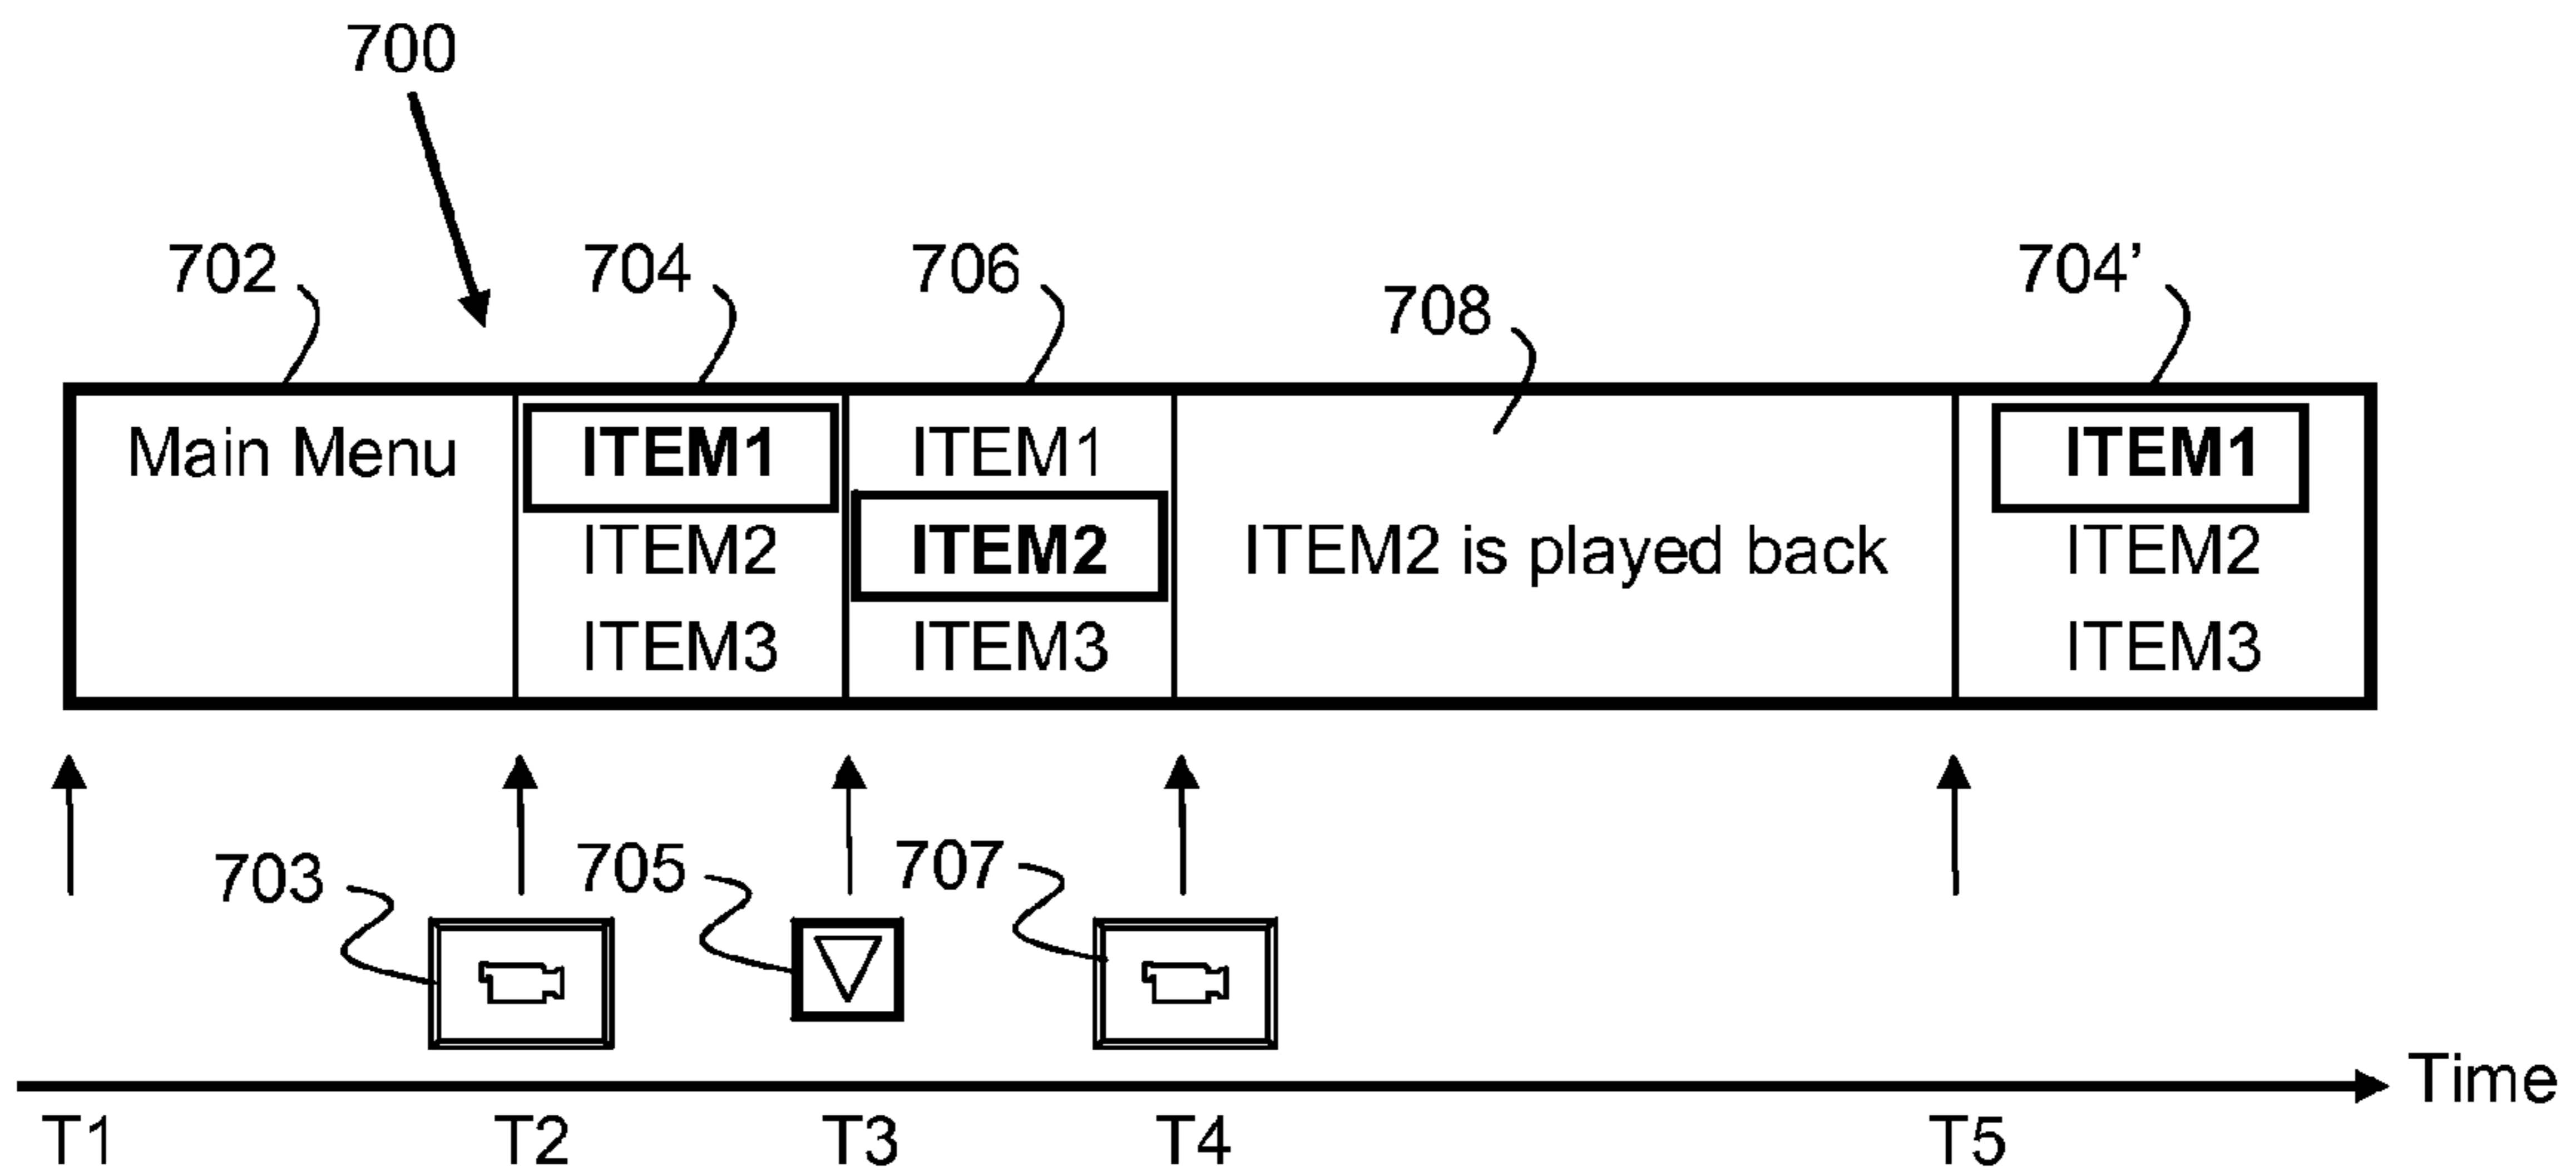 700
702
704
706
708
704’
Main Menu
ITEM1
ITEM2
ITEM3
ITEM1
ITEM2
ITEM3
ITEM2 is played back
ITEM1
ITEM2
ITEM3
703
705
707
Time
T1
T2
T3
T4
T5